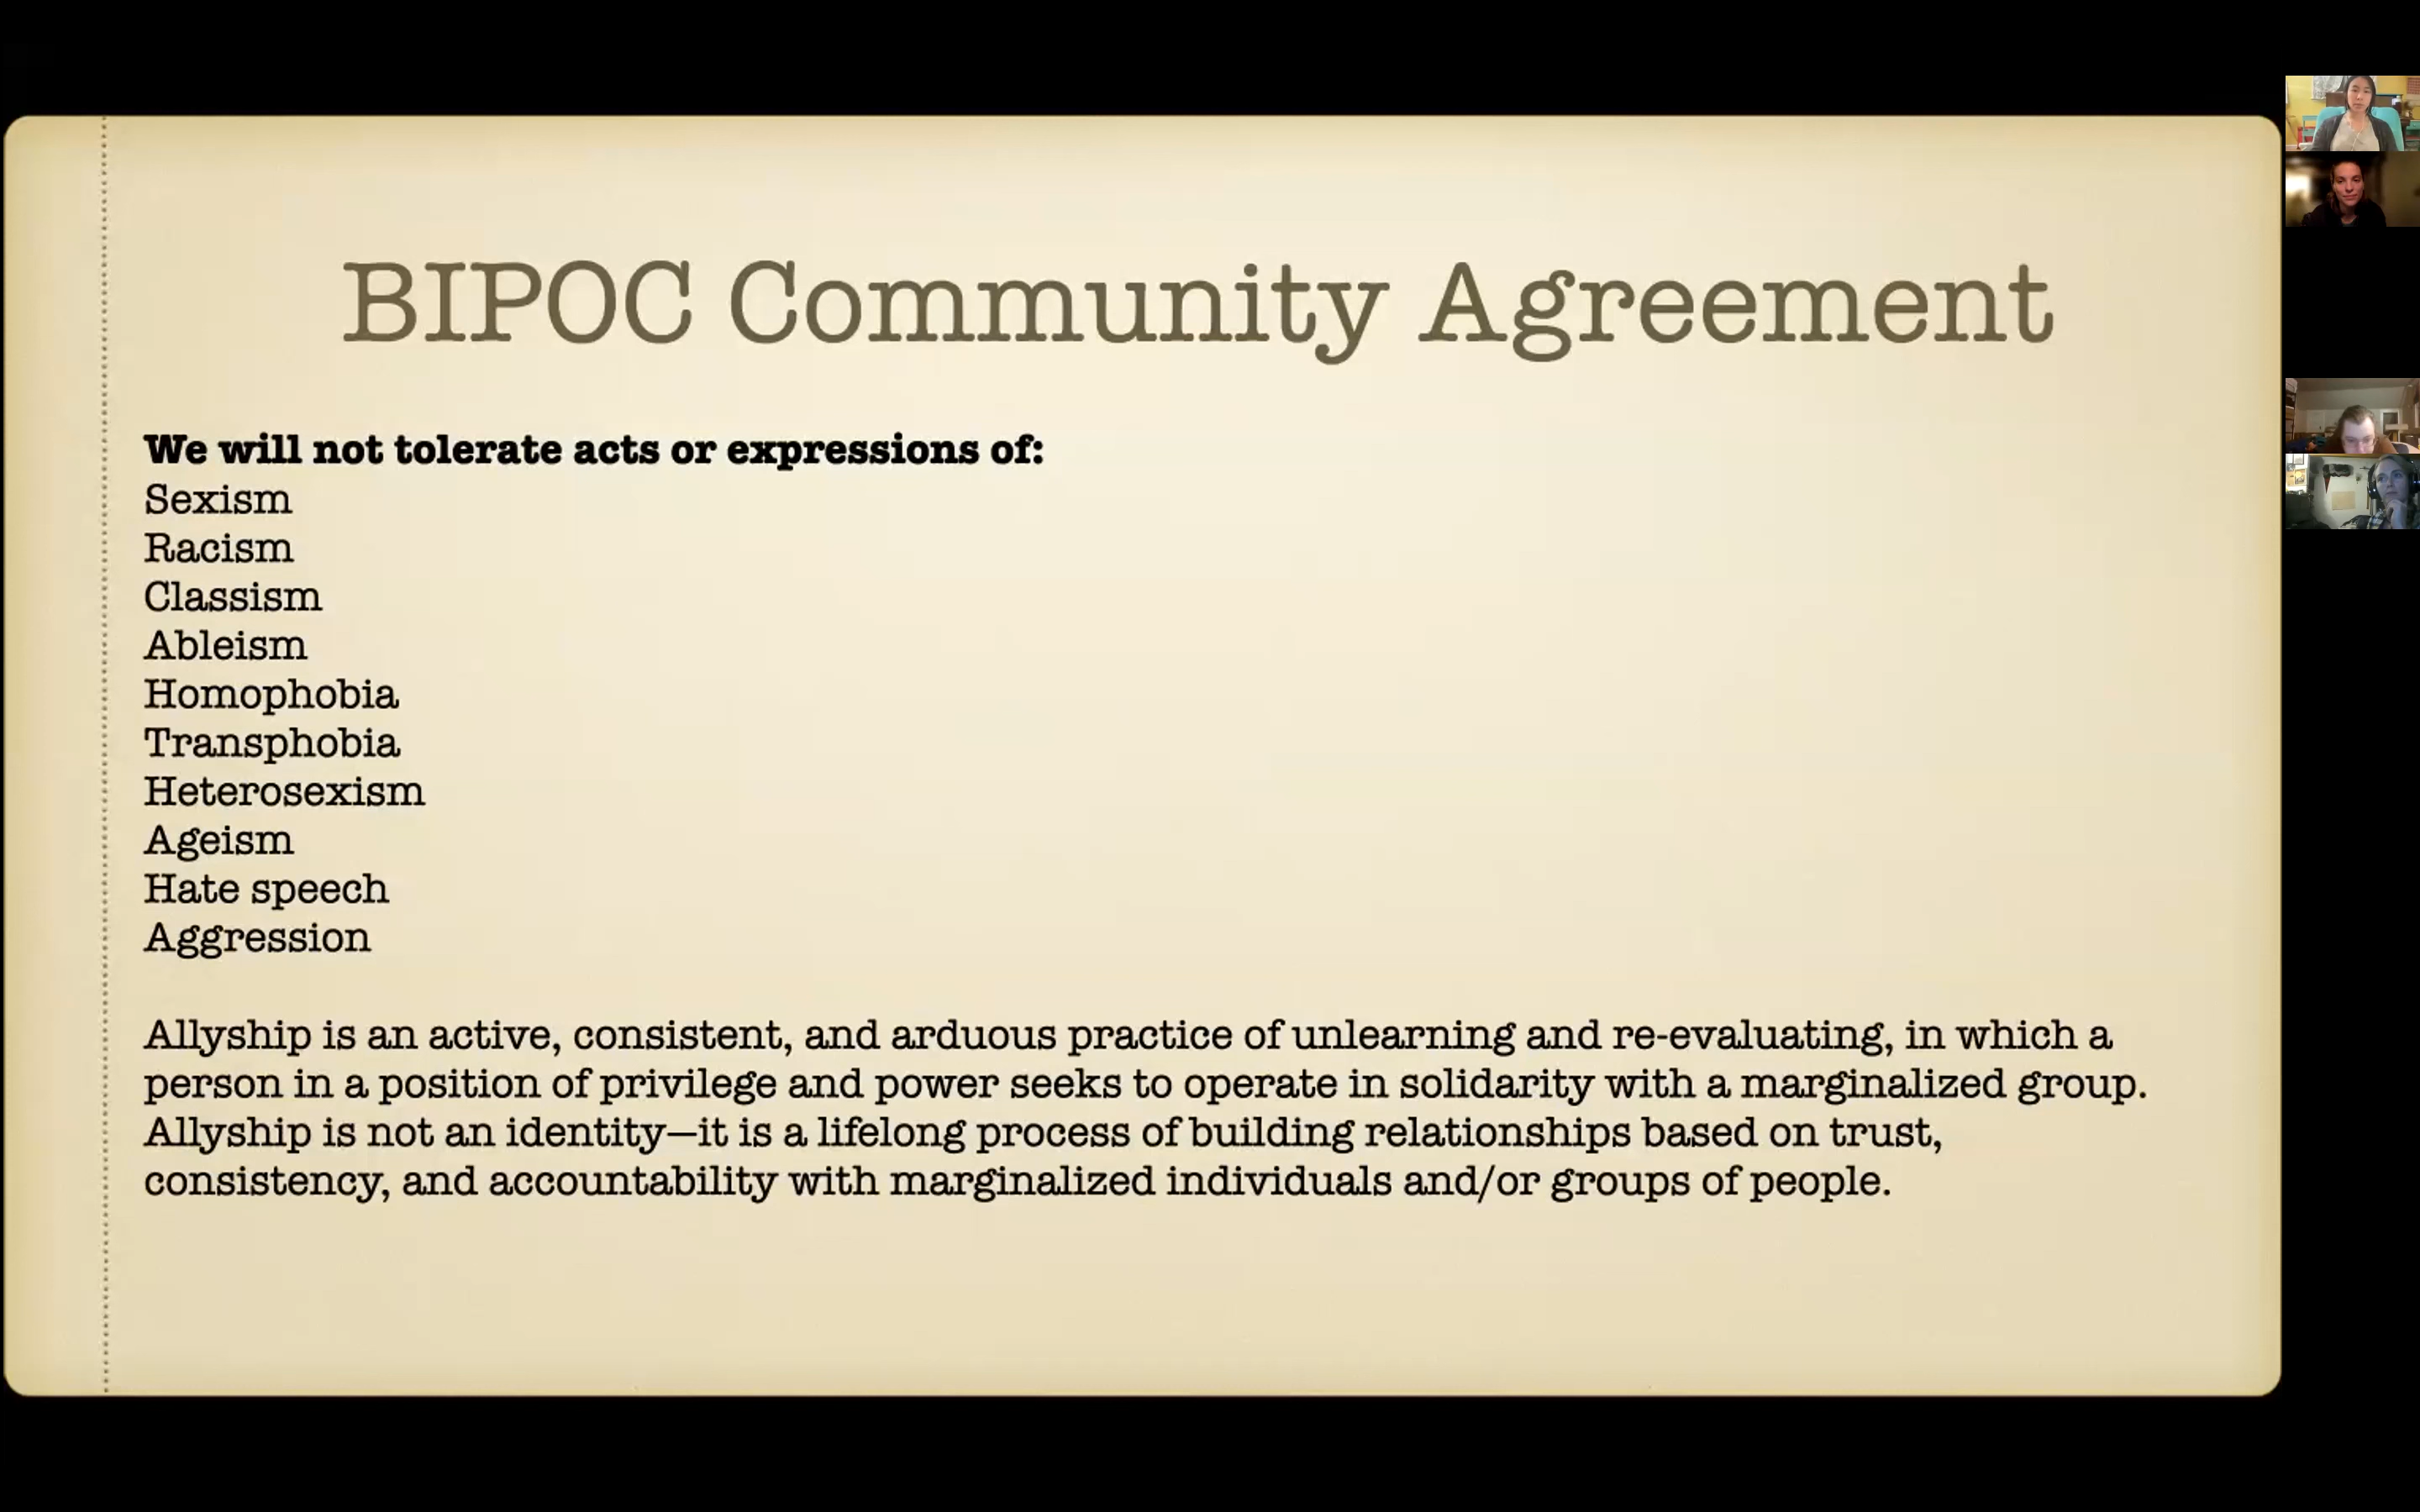 BIPOC Community Agreement
We will not tolerate acts or expressions of:
Sexism
Racism
Classism
Ableism
Homophobia
Transphobia
Heterosexism
Ageism
Hate speech
Aggression
Allyship is an active, consistent, and arduous practice of unlearning and re-evaluating, in which a
person in a position of privilege and power seeks to operate in solidarity with a marginalized group.
Allyship is not an identity—it is a lifelong process of building relationships based on trust,
consistency, and accountability with marginalized individuals and/or groups of people.